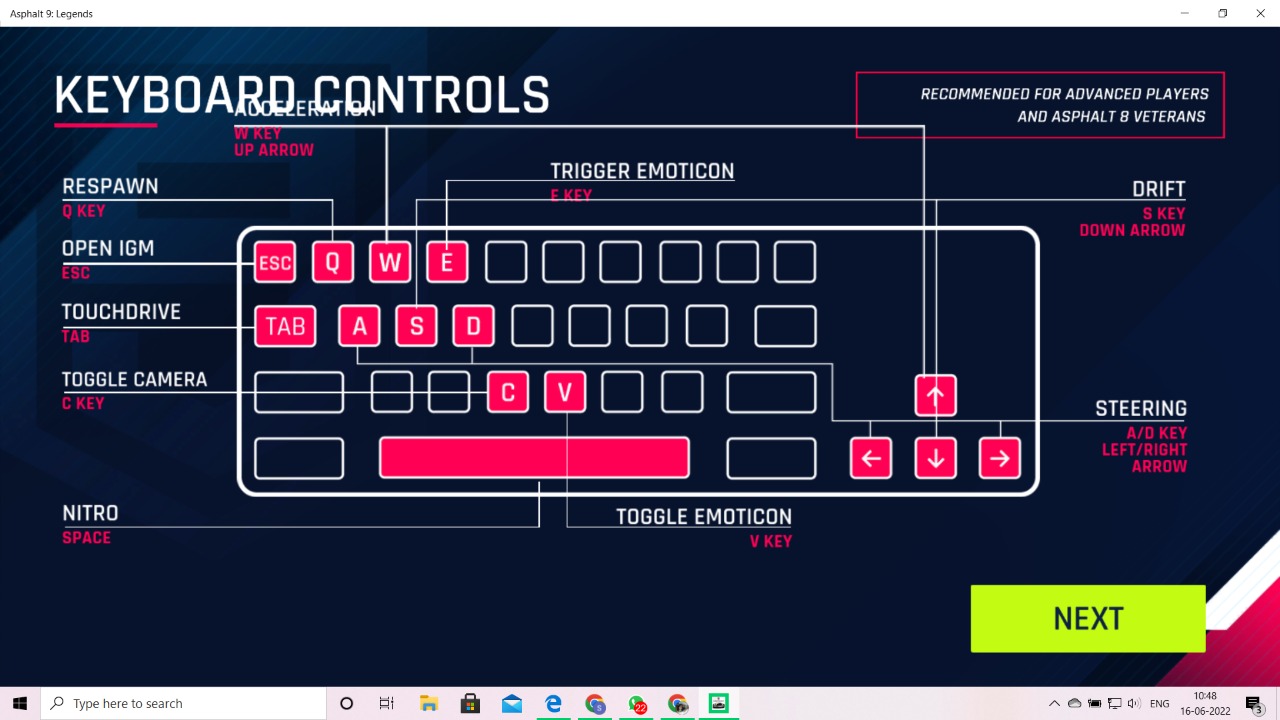 Asphalt 9: Legends
KEYBOARD CONTROLS
RECOMMENDED FOR ADVANCED PLAYERS
AND ASPHALT 8 VETERANS
ACCELERATION
W KEY
UP ARROW
TRIGGER EMOTICON
E KEY
RESPAWN
Q KEY
DRIFT
S KEY
DOWN ARROW
OPEN IGM
ESC
ESC Q W E
TOUCHDRIVE
TAB
TAB A S D
TOGGLE CAMERA
C KEY
C V
STEERING
A/D KEY
LEFT/RIGHT
ARROW
NITRO
SPACE
TOGGLE EMOTICON
V KEY
NEXT
Type here to search
S
22
ENG
10:48
16-06-2022
3